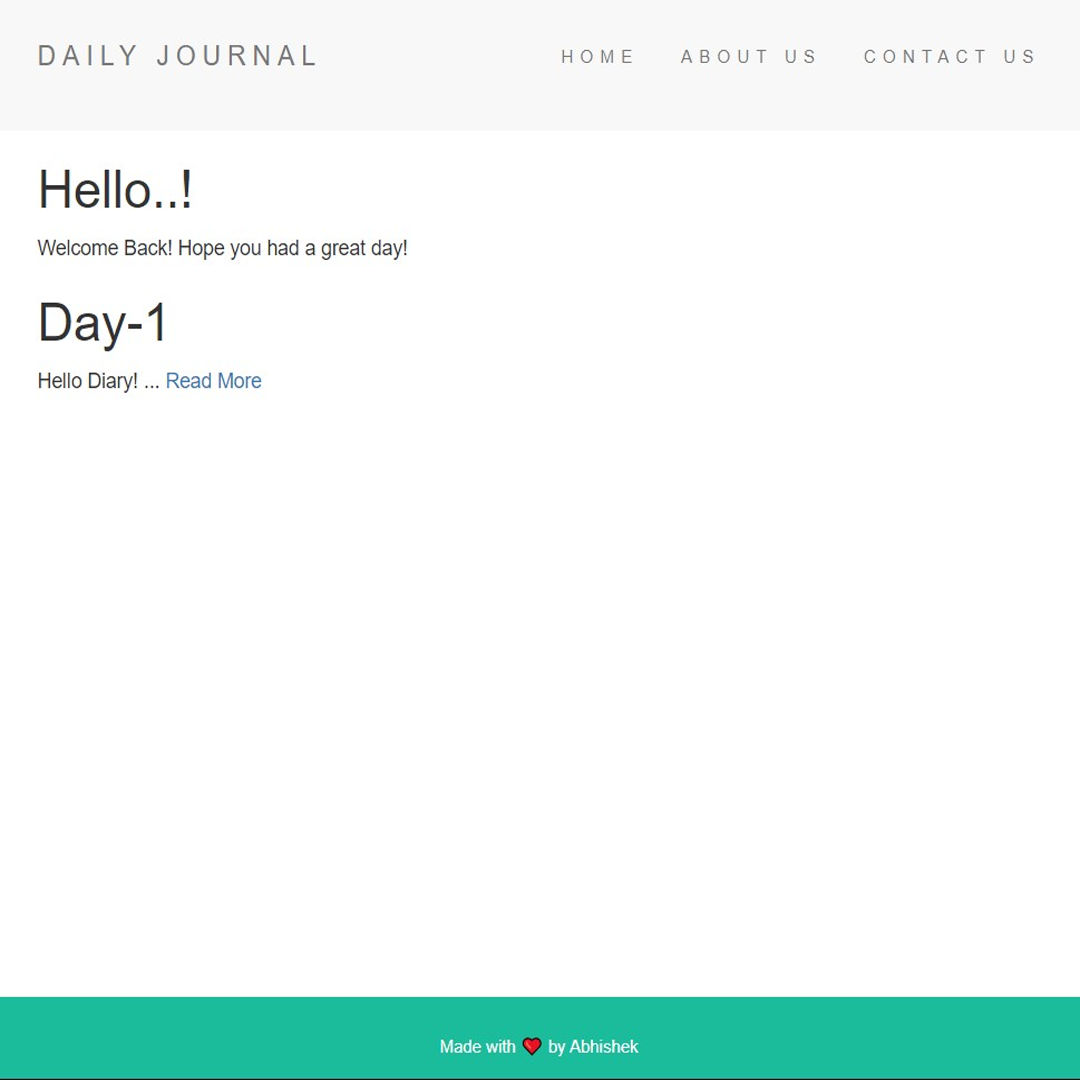 DAILY JOURNAL HOME ABOUT US CONTACT US
Hello..!
Welcome Back! Hope you had a great day!
Day-1
Hello Diary! ... Read More
Made with ❤ by Abhishek